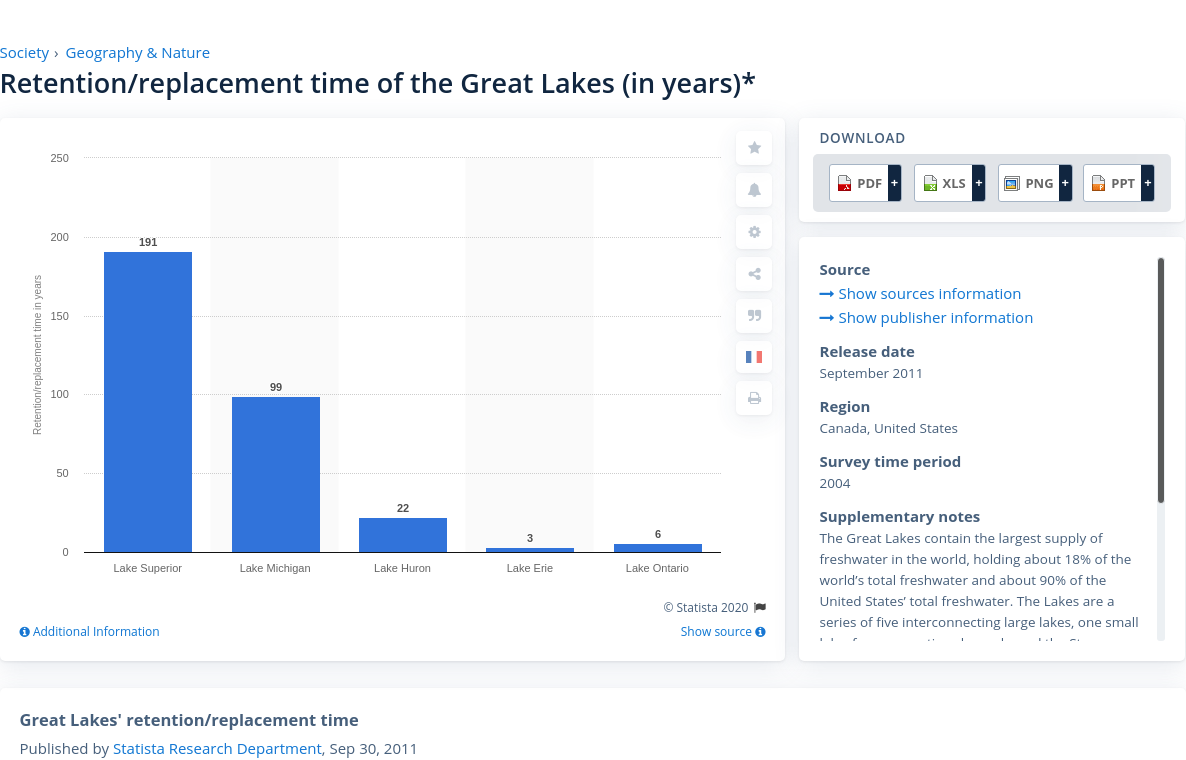 Society › Geography & Nature
Retention/replacement time of the Great Lakes (in years)*
250
200
150
100
50
0
Retention/replacement time in years
191
99
22
3
6
Lake Superior
Lake Michigan
Lake Huron
Lake Erie
Lake Ontario
© Statista 2020
Additional Information
Show source
DOWNLOAD
PDF +
XLS +
PNG +
PPT +
Source
Show sources information
Show publisher information
Release date
September 2011
Region
Canada, United States
Survey time period
2004
Supplementary notes
The Great Lakes contain the largest supply of
freshwater in the world, holding about 18% of the
world’s total freshwater and about 90% of the
United States‘ total freshwater. The Lakes are a
series of five interconnecting large lakes, one small
Great Lakes' retention/replacement time
Published by Statista Research Department, Sep 30, 2011